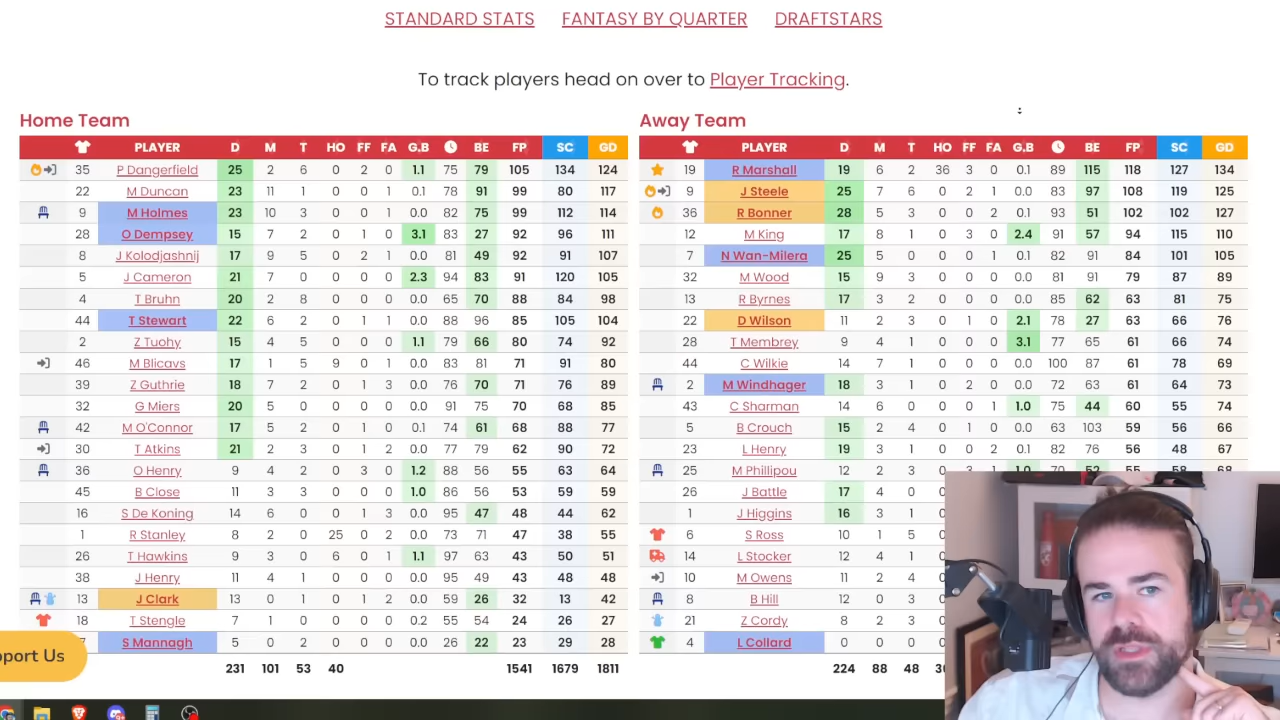 STANDARD STATS FANTASY BY QUARTER DRAFTSTARS
To track players head on over to Player Tracking.
Home Team
PLAYER D M T HO FF FA G.B BE FP SC GD
35 P Dangerfield 25 2 6 0 2 0 1.1 75 79 105 134 124
22 M Duncan 23 11 1 0 0 1 0.1 78 91 99 80 117
9 M Holmes 23 10 3 0 0 1 0.0 82 75 99 112 114
28 O Dempsey 15 7 2 0 1 0 3.1 83 27 92 96 111
8 J Kolodjashnij 17 9 5 0 2 1 0.0 81 49 92 91 107
5 J Cameron 21 7 0 0 0 0 2.3 94 83 91 120 105
4 T Bruhn 20 2 8 0 0 0 0.0 65 70 88 84 98
44 T Stewart 22 6 2 0 1 1 0.0 88 96 85 105 104
2 Z Tuohy 15 4 5 0 0 0 1.1 79 66 80 74 92
46 M Blicavs 17 1 5 9 0 1 0.0 83 81 71 91 80
39 Z Guthrie 18 7 2 0 1 3 0.0 76 70 71 76 89
32 G Miers 20 5 2 0 0 0 0.0 91 75 70 68 85
42 M O'Connor 17 5 2 0 0 1 0.1 74 61 68 88 77
30 T Atkins 21 2 3 0 1 2 0.0 77 79 62 90 72
36 O Henry 9 4 2 0 3 0 1.2 88 56 55 63 64
45 B Close 11 3 3 0 0 0 1.0 86 56 53 59 59
16 S De Koning 14 6 0 0 1 3 0.0 82 47 48 44 62
1 R Stanley 8 2 0 25 0 2 0.0 73 71 47 38 55
26 T Hawkins 9 3 0 6 0 1 1.1 97 63 43 50 51
38 J Henry 11 4 1 0 0 0 0.0 95 49 43 48 48
13 J Clark 13 0 1 0 1 2 0.0 59 26 32 13 42
18 T Stengle 7 1 0 0 0 0 0.2 55 54 24 26 27
7 S Mannagh 5 0 2 0 0 0 0.0 26 22 23 29 28
231 101 53 40 1541 1679 1811
Away Team
PLAYER D M T HO FF FA G.B BE FP SC GD
19 R Marshall 19 6 2 36 3 0 0.1 89 115 118 127 134
9 J Steele 25 7 6 0 2 1 0.0 83 97 108 119 125
36 R Bonner 28 5 3 0 0 2 0.1 93 51 102 102 127
12 M King 17 6 1 0 3 0 2.4 91 57 94 115 110
7 N Wan-Milera 25 5 0 0 0 1 0.1 82 91 84 101 105
32 M Wood 15 9 3 0 0 0 0.0 81 91 79 87 89
13 R Byrnes 17 3 2 0 0 0 0.0 85 62 63 81 75
22 D Wilson 11 2 3 0 1 0 2.1 78 27 63 66 76
28 T Membrey 9 4 1 0 0 0 3.1 77 65 61 66 74
44 C Wilkie 14 7 1 0 0 0 0.0 100 87 61 78 69
2 M Windhager 18 3 1 0 2 0 0.0 72 63 61 64 73
43 C Sharman 14 6 0 0 0 1 1.0 75 44 60 55 74
5 B Crouch 15 2 4 0 1 0 0.0 63 103 59 56 66
23 L Henry 19 3 1 0 0 2 0.1 82 76 56 48 67
25 M Phillipou 12 2 3 0 3 1 1.0 70 52 55 58 68
26 J Battle 17 4 0
1 J Higgins 16 3 1
6 S Ross 10 1 5
14 L Stocker 12 4 1
10 M Owens 11 2 4
8 B Hill 12 0 3
21 Z Cordy 8 2 3
4 L Collard 0 0 0
224 88 48
pport Us